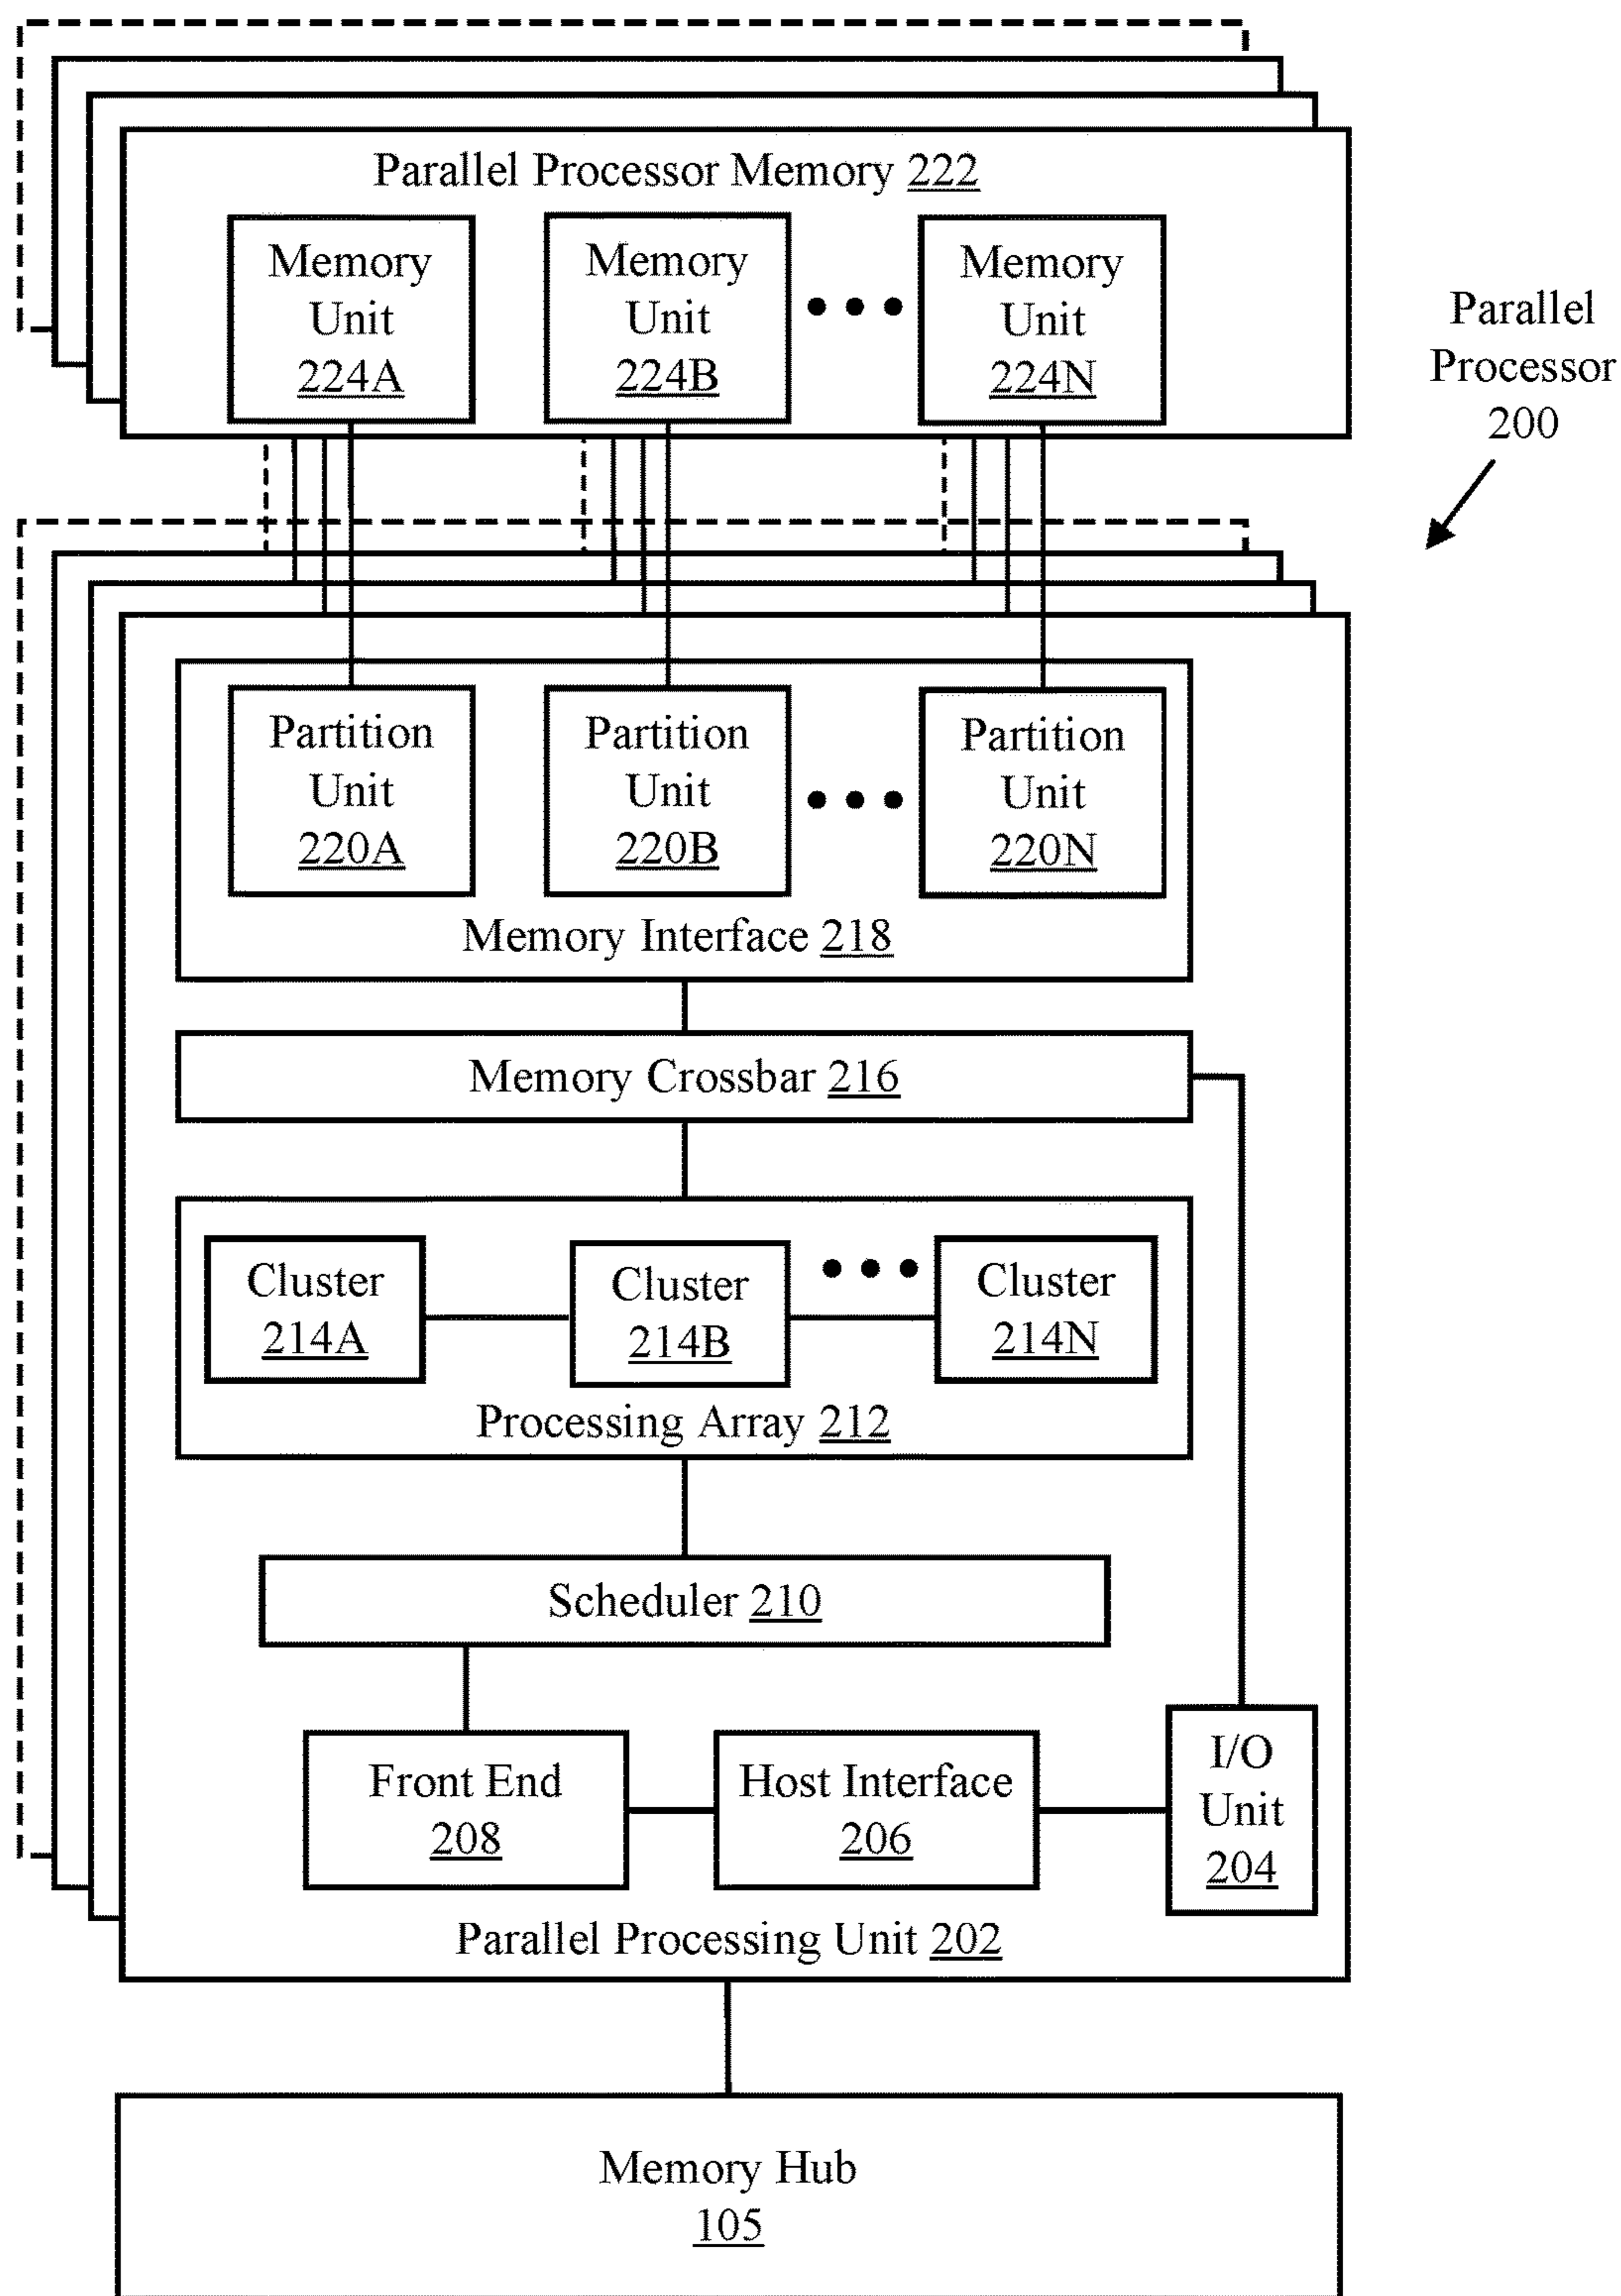 Parallel Processor Memory 222
Memory
Unit
224A
Memory
Unit
224B
Memory
Unit
224N
Parallel
Processor
200
Partition
Unit
220A
Partition
Unit
220B
Partition
Unit
220N
Memory Interface 218
Memory Crossbar 216
Cluster
214A
Cluster
214B
Cluster
214N
Processing Array 212
Scheduler 210
Front End
208
Host Interface
206
I/O
Unit
204
Parallel Processing Unit 202
Memory Hub
105